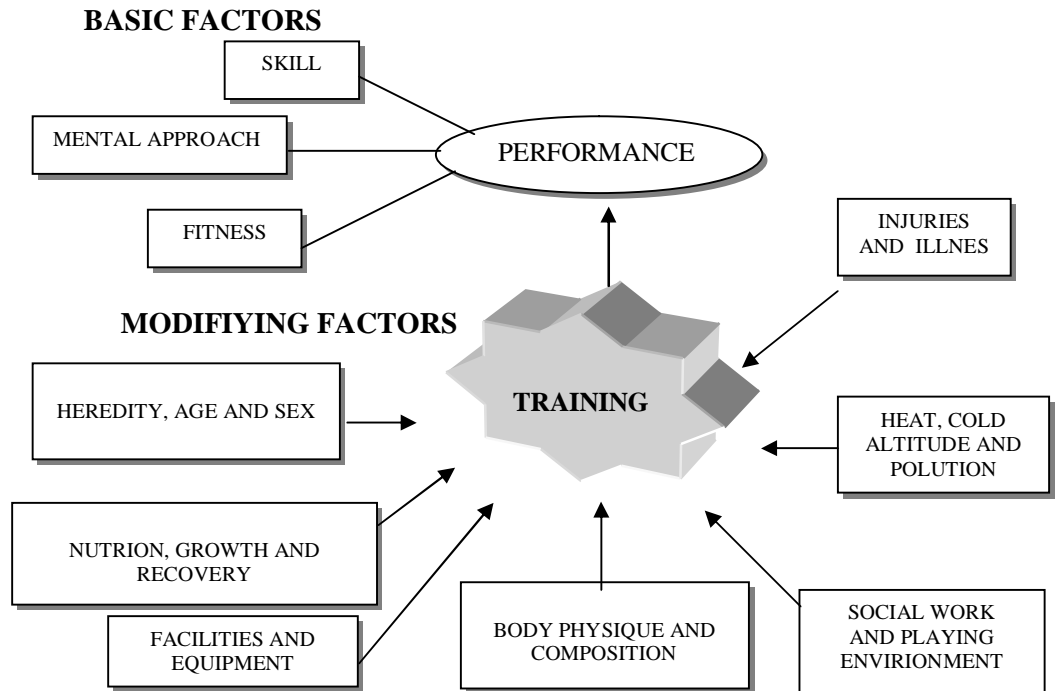 BASIC FACTORS
SKILL
MENTAL APPROACH
PERFORMANCE
FITNESS
INJURIES
AND ILLNES
MODIFIYING FACTORS
HEREDITY, AGE AND SEX
TRAINING
HEAT, COLD
ALTITUDE AND
POLUTION
NUTRION, GROWTH AND
RECOVERY
FACILITIES AND
EQUIPMENT
BODY PHYSIQUE AND
COMPOSITION
SOCIAL WORK
AND PLAYING
ENVIRIONMENT